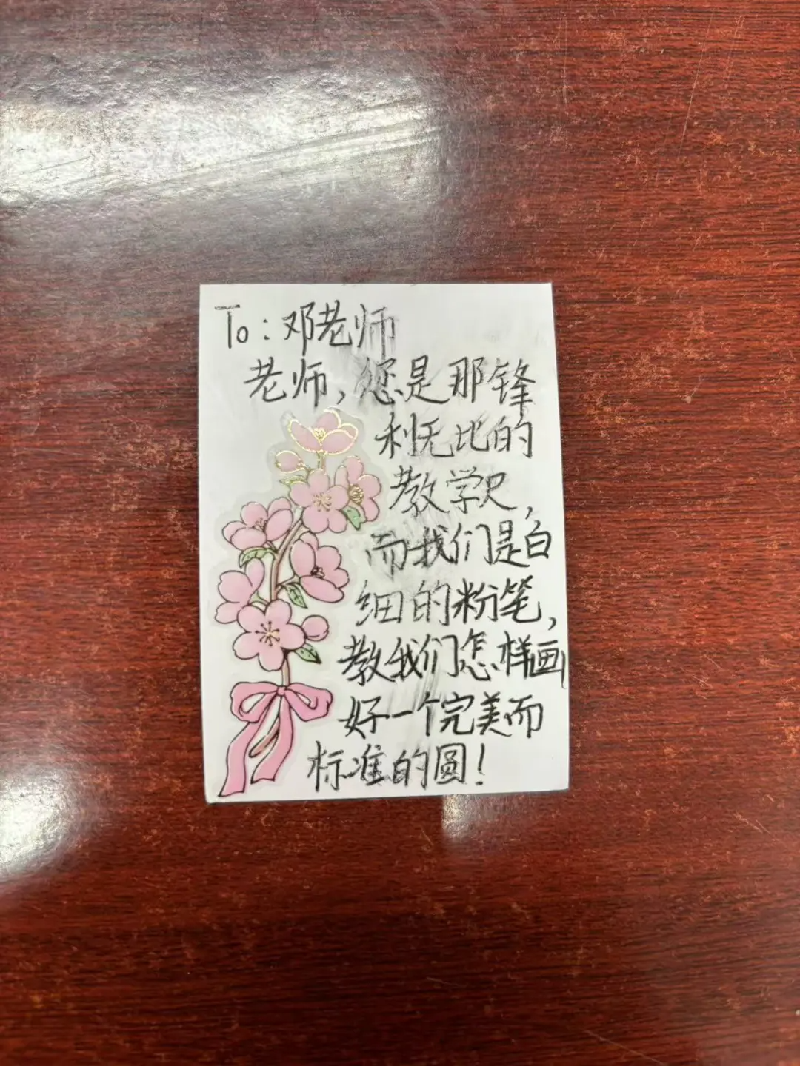 To:邓老师
老师,您是那锋
利无比的
教学尺,
而我们是白
细的粉笔,
教我们怎样画
好一个完美而
标准的圆!